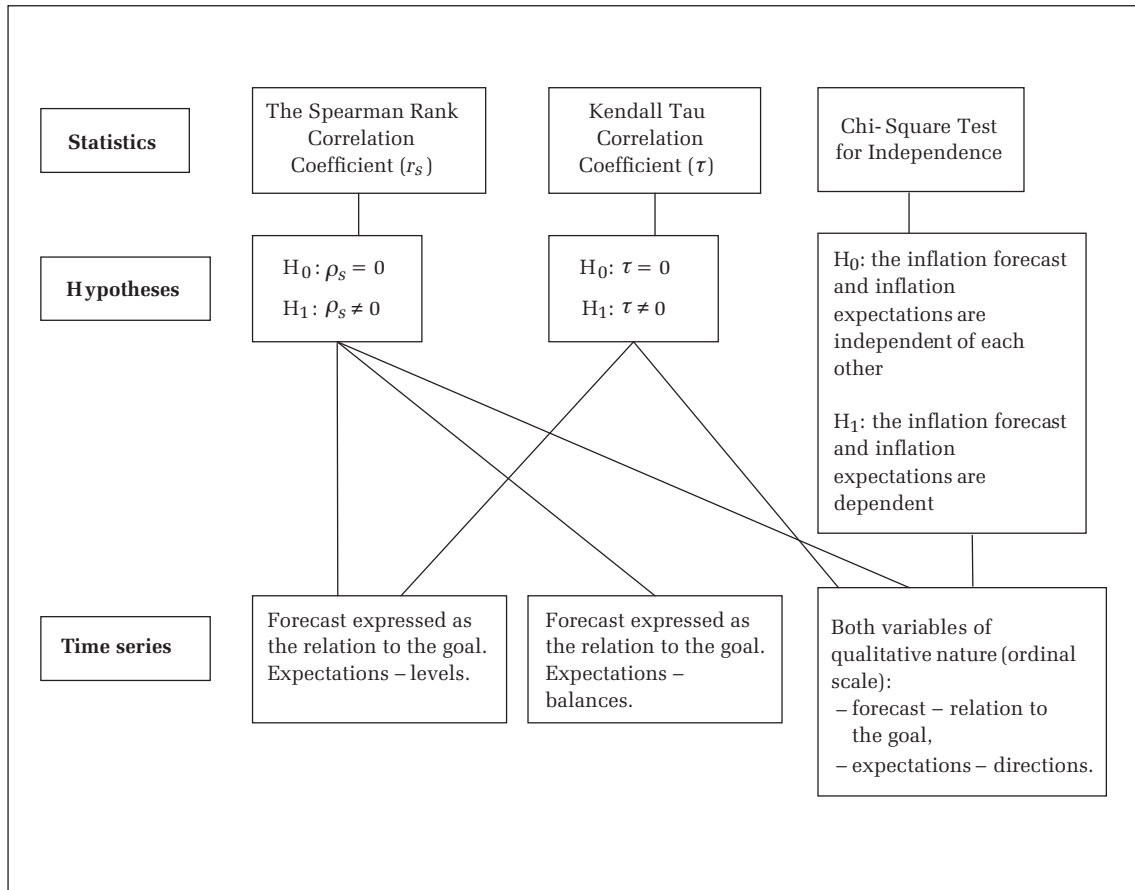 Statistics
The Spearman Rank
Correlation
Coefficient (r_s)
Kendall Tau
Correlation
Coefficient (τ)
Chi-Square Test
for Independence
Hypotheses
H₀: ρ_s = 0
H₁: ρ_s ≠ 0
H₀: τ = 0
H₁: τ ≠ 0
H₀: the inflation forecast
and inflation
expectations are
independent of each
other
H₁: the inflation forecast
and inflation
expectations are
dependent
Time series
Forecast expressed as
the relation to the goal.
Expectations – levels.
Forecast expressed as
the relation to the goal.
Expectations –
balances.
Both variables of
qualitative nature (ordinal
scale):
– forecast – relation to
the goal,
– expectations – directions.